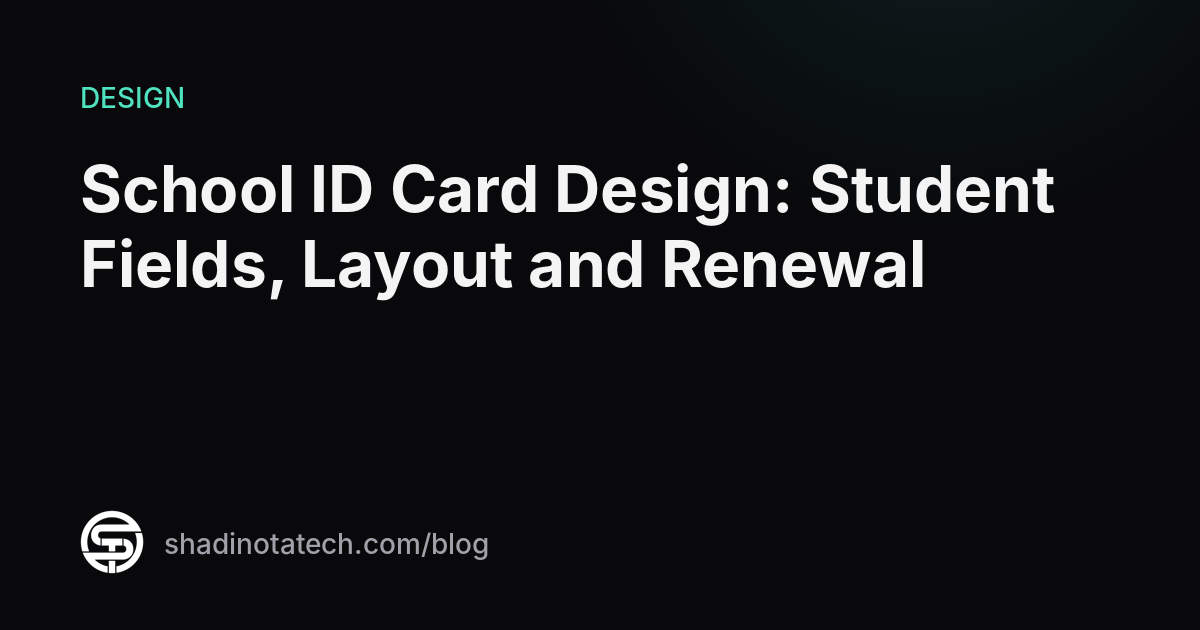 DESIGN
School ID Card Design: Student
Fields, Layout and Renewal
shadinotatech.com/blog